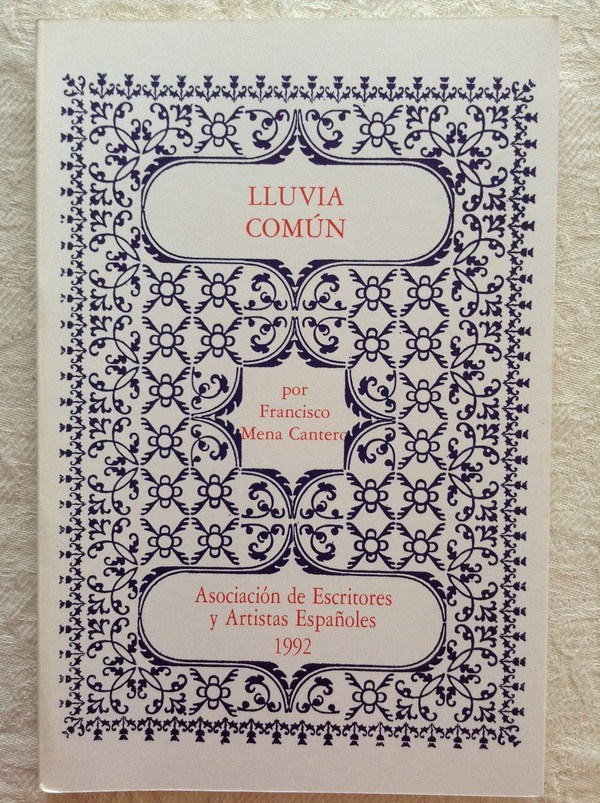 LLUVIA
COMÚN
por
Francisco
Mena Cantero
Asociación de Escritores
y Artistas Españoles
1992